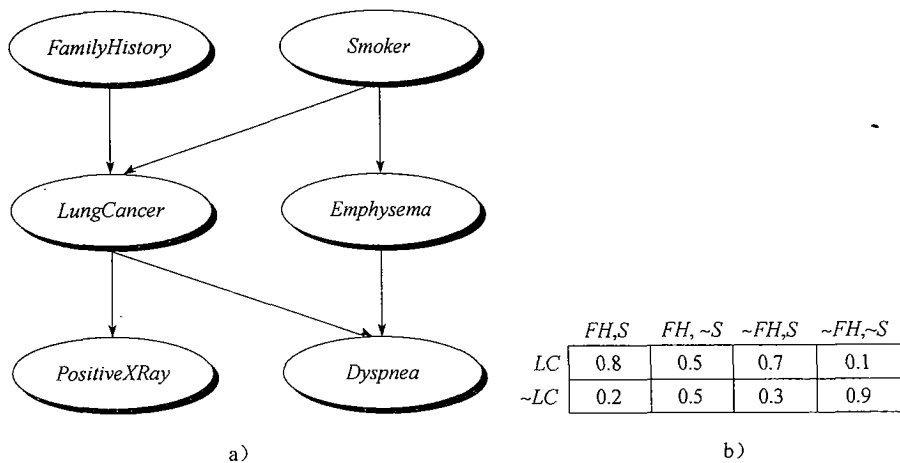 FamilyHistory
Smoker
LungCancer
Emphysema
PositiveXRay
Dyspnea
FH,S FH, ~S ~FH,S ~FH,~S
LC 0.8 0.5 0.7 0.1
~LC 0.2 0.5 0.3 0.9
a）
b）